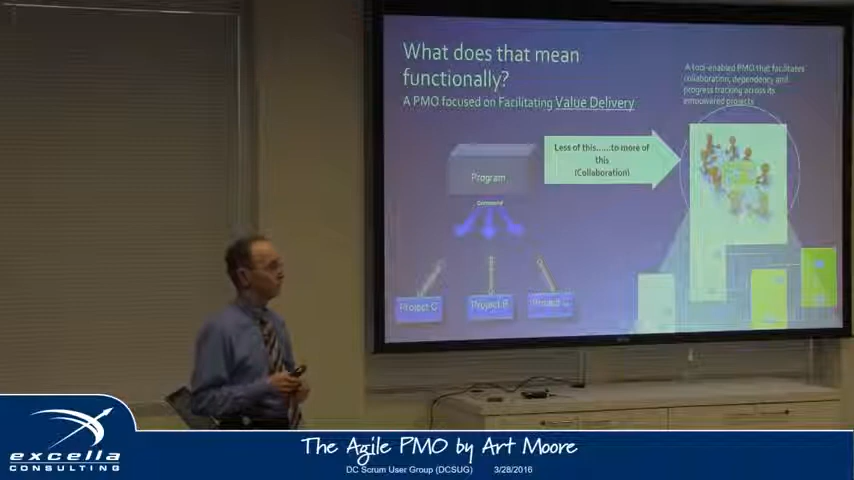 What does that mean
functionally?
A PMO focused on Facilitating Value Delivery
A tool-enabled PMO that facilitates
collaboration, dependency and
progress tracking across its
empowered projects
Less of this......to more of
this
(Collaboration)
Program
Command
Project C
Project B
Project
The Agile PMO by Art Moore
DC Scrum User Group (DCSUG) 3/28/2016
excella
CONSULTING